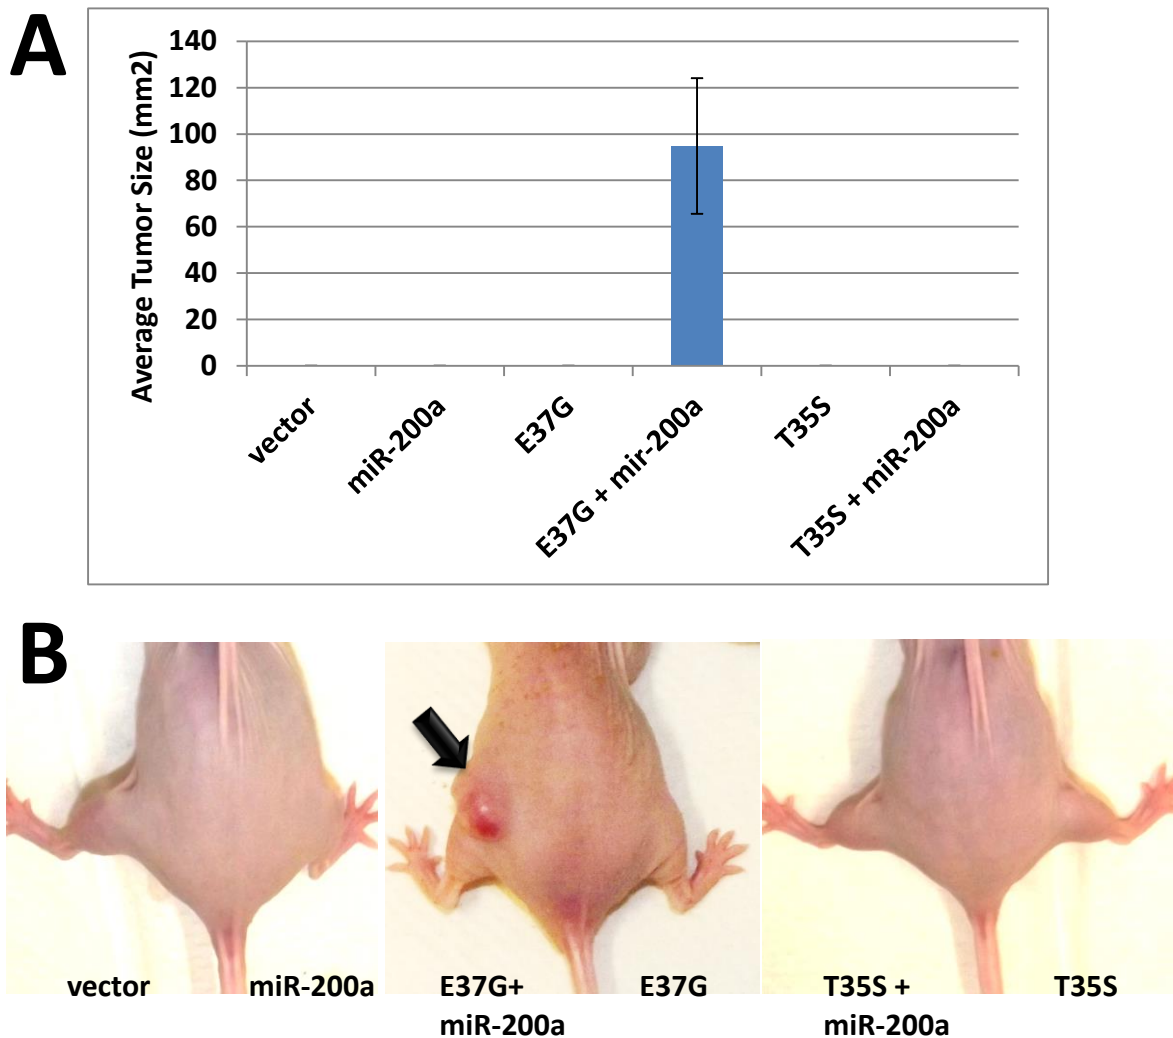 A
Average Tumor Size (mm2)
140
120
100
80
60
40
20
0
vector
miR-200a
E37G
E37G + mir-200a
T35S
T35S + miR-200a
B
vector
miR-200a
E37G+
miR-200a
E37G
T35S +
miR-200a
T35S